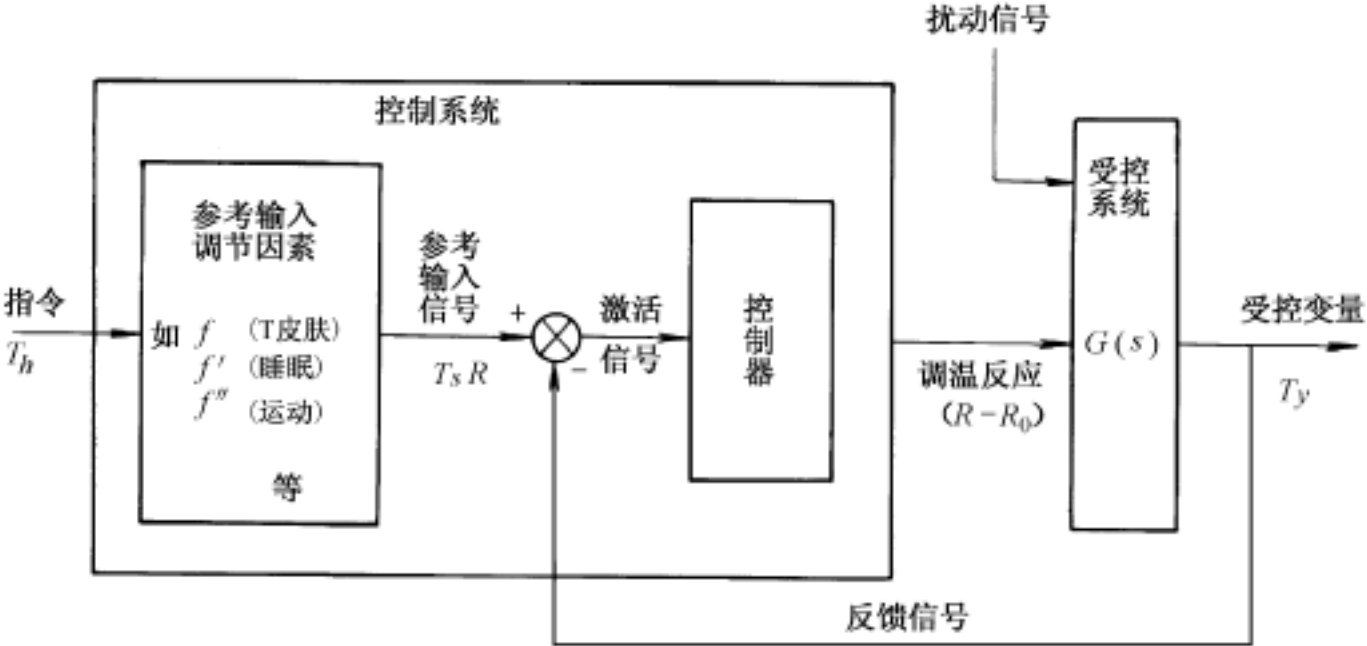 扰动信号
控制系统
参考输入
调节因素
如 f (T皮肤)
f′ (睡眠)
f″ (运动)
等
指令
T_h
参考
输入
信号
T_s R
+
−
激活
信号
控
制
器
调温反应
(R−R₀)
受控
系统
G(s)
受控变量
T_y
反馈信号